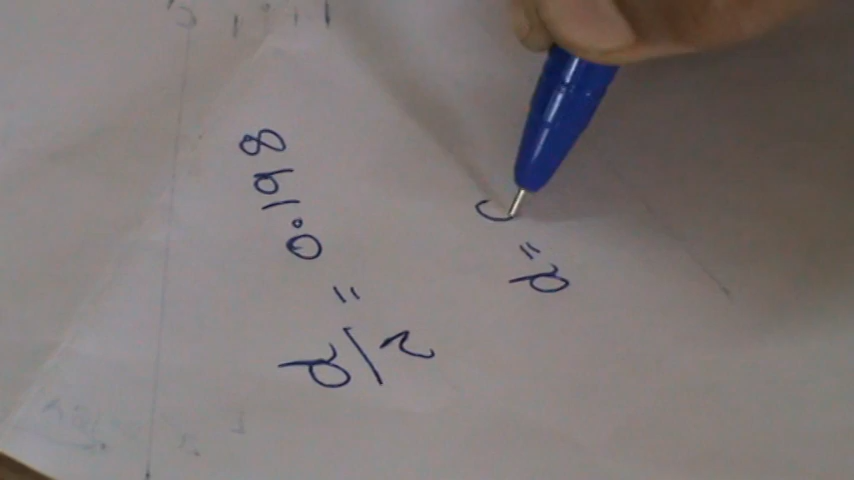 d/2 = 0.198
d =